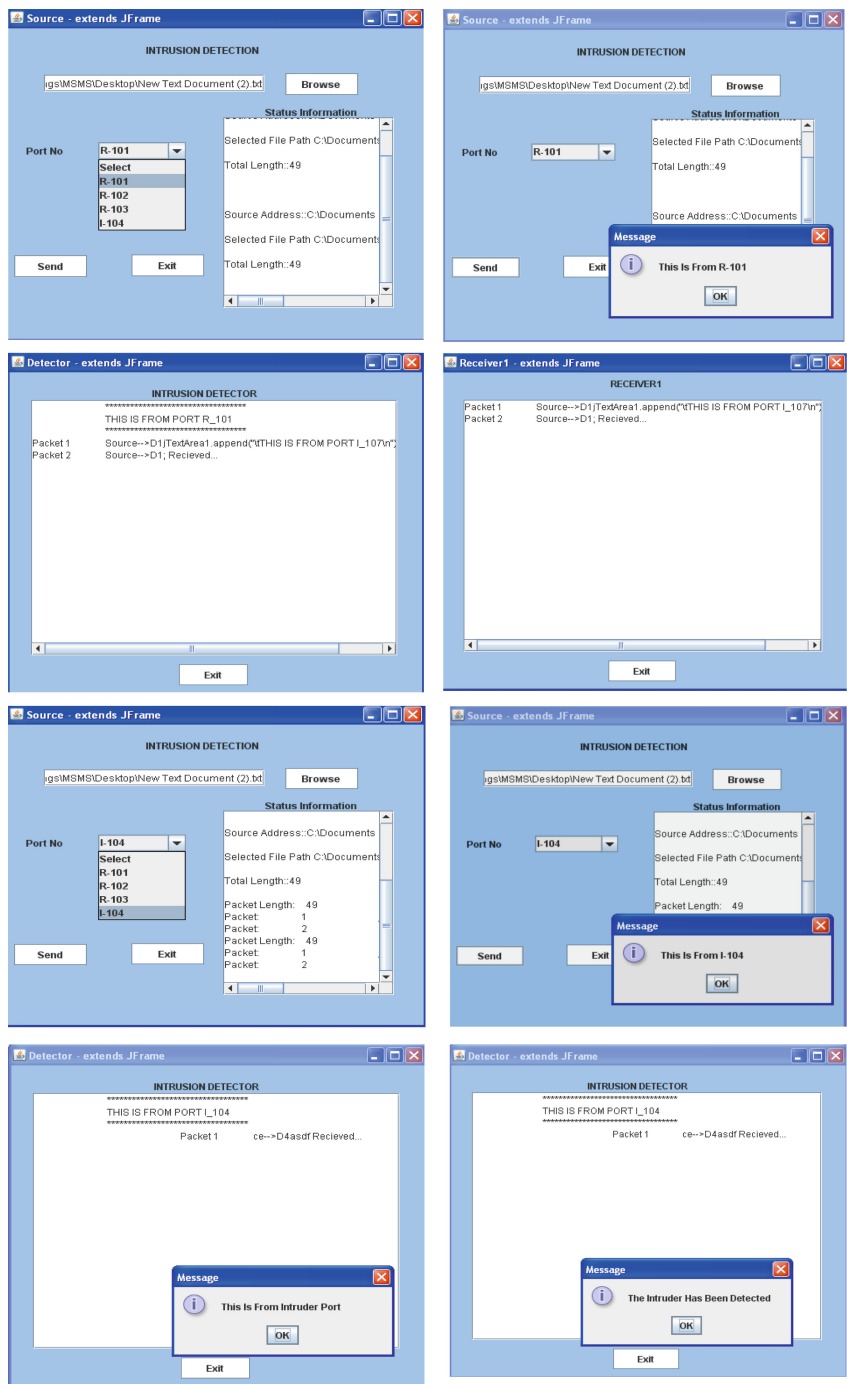 Source - extends JFrame
INTRUSION DETECTION
ıgs\MSMS\Desktop\New Text Document (2).txt
Browse
Status Information
Selected File Path C:\Documents
Port No
R-101
Select
R-101
R-102
R-103
I-104
Total Length::49
Source Address::C:\Documents
Selected File Path C:\Documents
Total Length::49
Send
Exit
Source - extends JFrame
INTRUSION DETECTION
ıgs\MSMS\Desktop\New Text Document (2).txt
Browse
Status Information
Selected File Path C:\Documents
Port No
R-101
Total Length::49
Source Address::C:\Documents
Message
This Is From R-101
OK
Send
Exit
Detector - extends JFrame
INTRUSION DETECTOR
**********************************
THIS IS FROM PORT R_101
**********************************
Packet 1 Source-->D1jTextArea1.append("\tTHIS IS FROM PORT I_107\n")
Packet 2 Source-->D1; Recieved...
Exit
Receiver1 - extends JFrame
RECEIVER1
Packet 1 Source-->D1jTextArea1.append("\tTHIS IS FROM PORT I_107\n")
Packet 2 Source-->D1; Recieved...
Exit
Source - extends JFrame
INTRUSION DETECTION
ıgs\MSMS\Desktop\New Text Document (2).txt
Browse
Status Information
Source Address::C:\Documents
Port No
I-104
Select
R-101
R-102
R-103
I-104
Selected File Path C:\Documents
Total Length::49
Packet Length: 49
Packet: 1
Packet: 2
Packet Length: 49
Packet: 1
Packet: 2
Send
Exit
Source - extends JFrame
INTRUSION DETECTION
ıgs\MSMS\Desktop\New Text Document (2).txt
Browse
Status Information
Source Address::C:\Documents
Port No
I-104
Selected File Path C:\Documents
Total Length::49
Packet Length: 49
Message
This Is From I-104
OK
Send
Exit
Detector - extends JFrame
INTRUSION DETECTOR
**********************************
THIS IS FROM PORT I_104
**********************************
Packet 1 ce-->D4asdf Recieved...
Message
This Is From Intruder Port
OK
Exit
Detector - extends JFrame
INTRUSION DETECTOR
**********************************
THIS IS FROM PORT I_104
**********************************
Packet 1 ce-->D4asdf Recieved...
Message
The Intruder Has Been Detected
OK
Exit